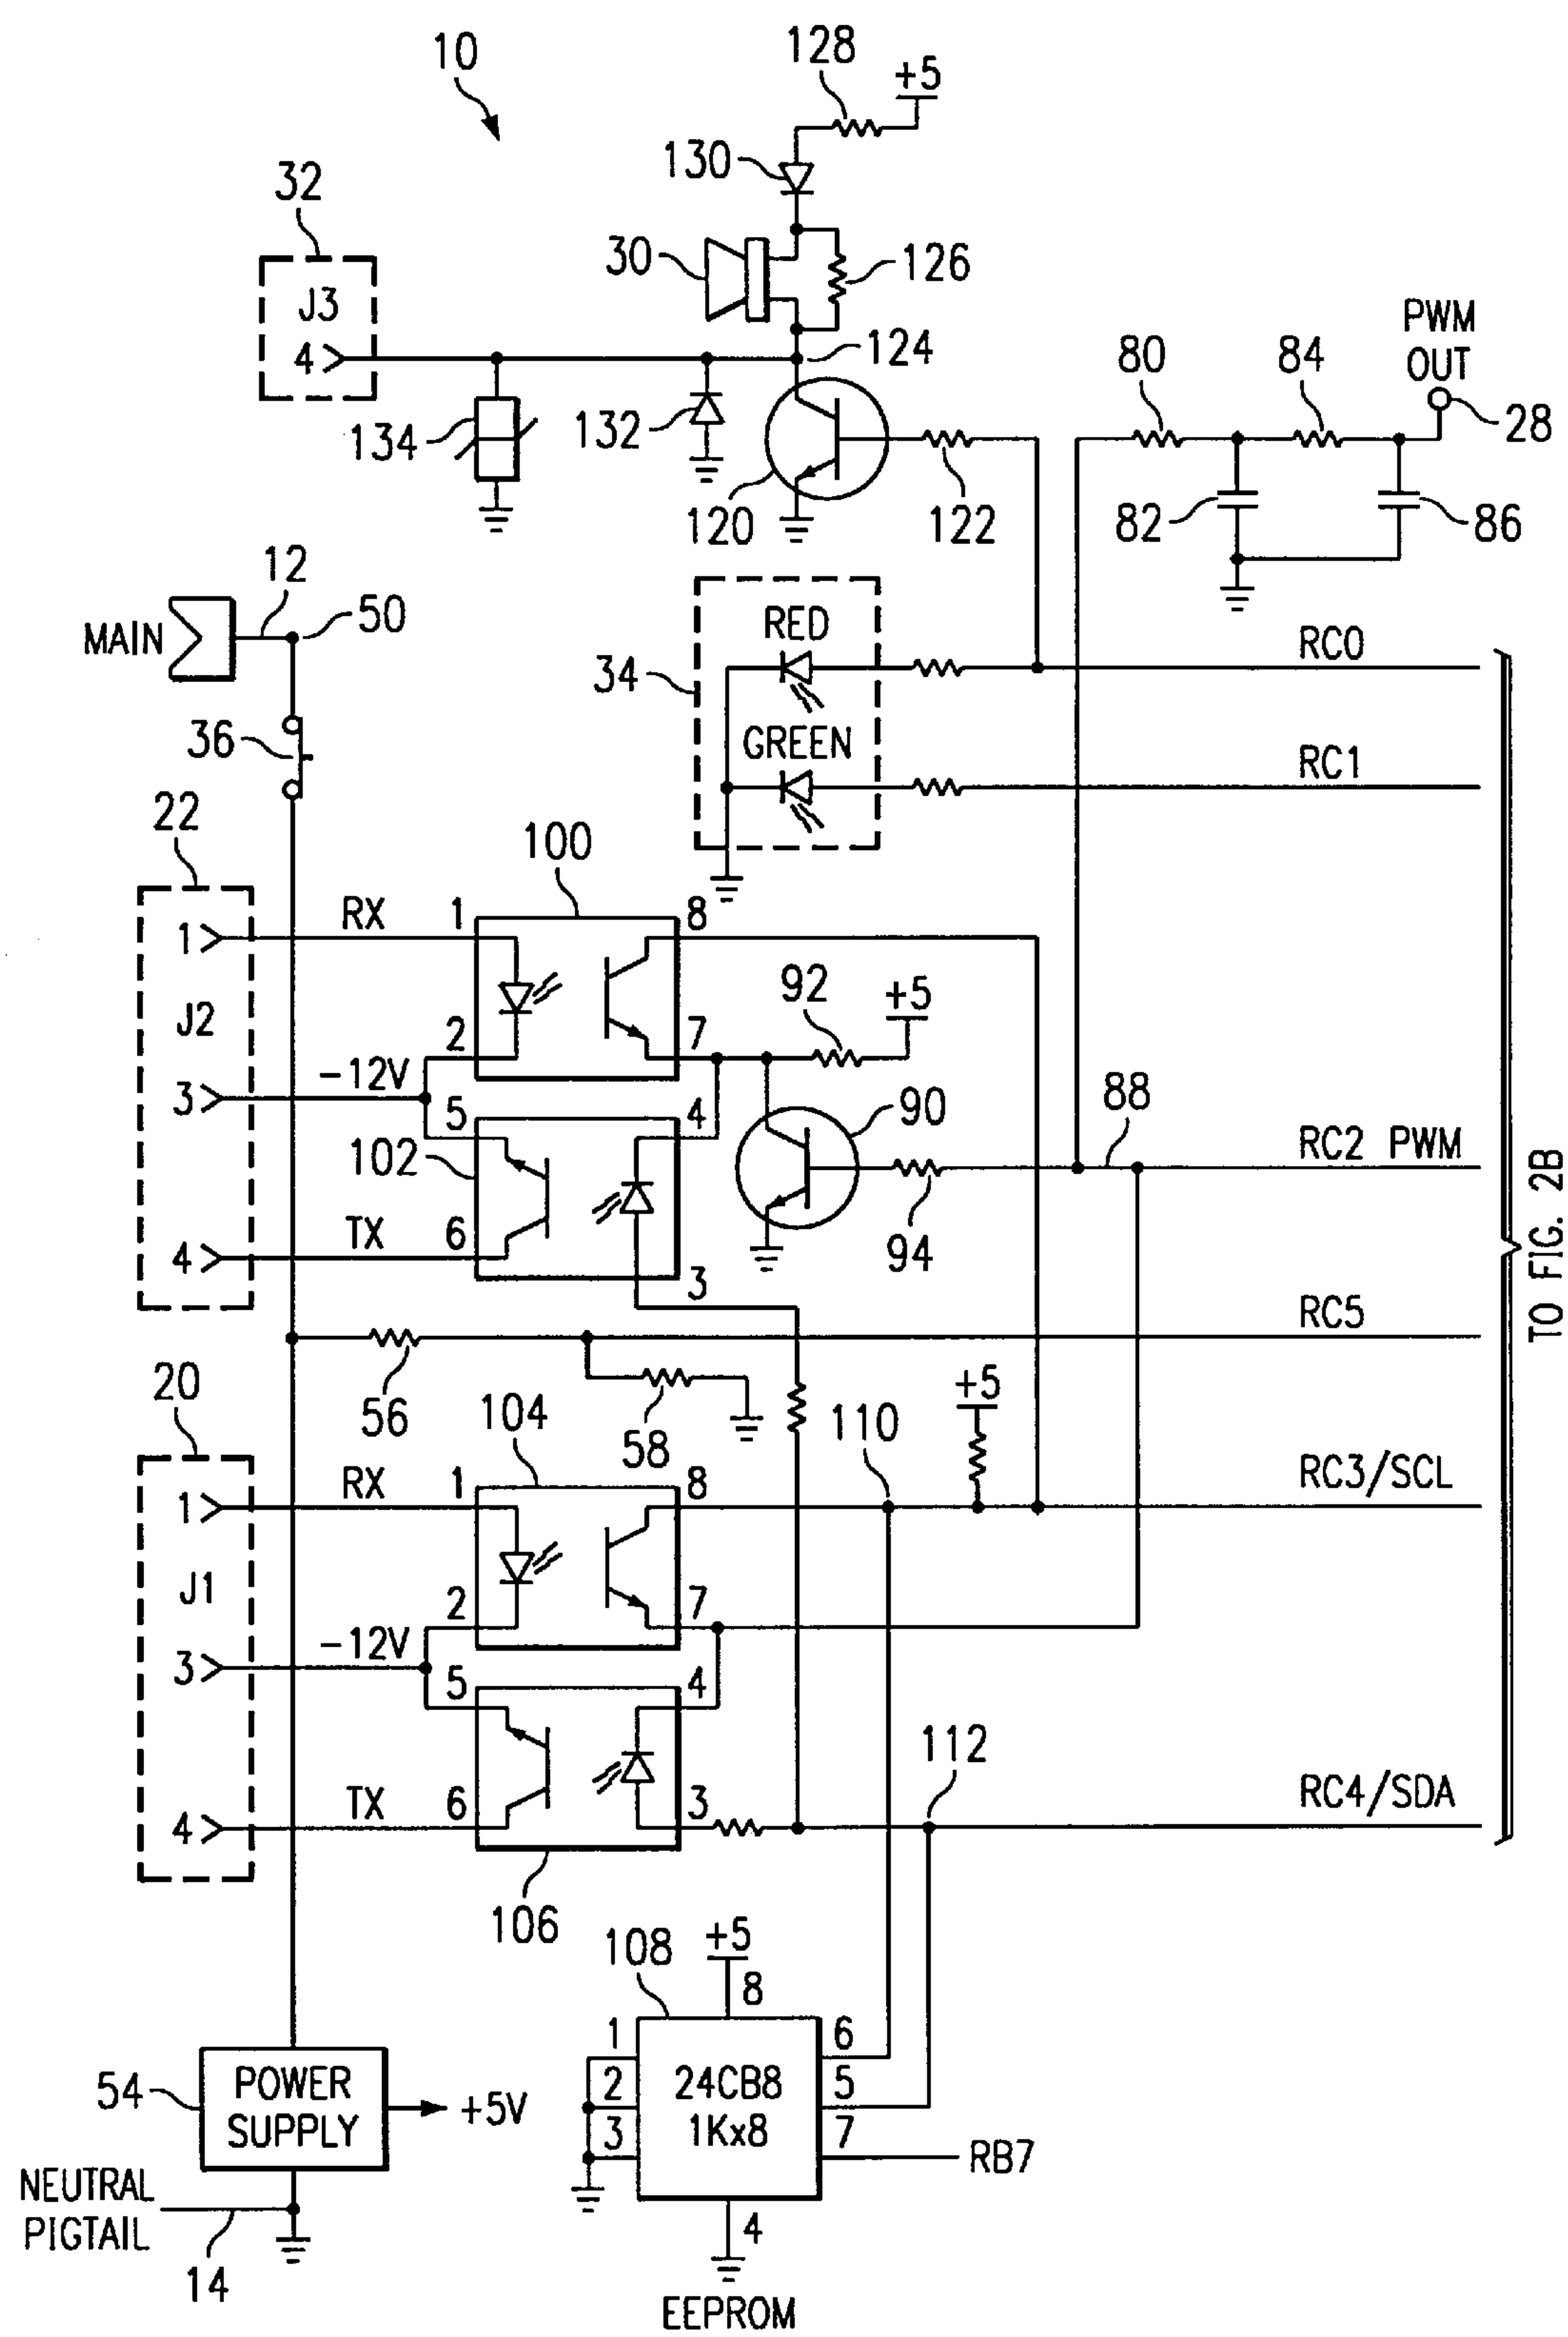 10
128
+5
130
32
J3
4
30
126
124
134
132
120
122
PWM
OUT
80
84
28
82
86
12
MAIN
50
36
RED
34
GREEN
RC0
RC1
22
100
RX
1
8
1
J2
92
+5
2
7
-12V
3
5
4
102
90
88
RC2 PWM
TX
6
4
94
3
RC5
TO FIG. 2B
56
58
20
104
110
+5
RX
1
8
1
RC3/SCL
J1
2
7
-12V
3
5
4
112
TX
6
3
4
RC4/SDA
106
108
+5
8
1
6
54
POWER
SUPPLY
+5V
2
24CB8
5
3
1Kx8
7
RB7
NEUTRAL
PIGTAIL
14
4
EEPROM